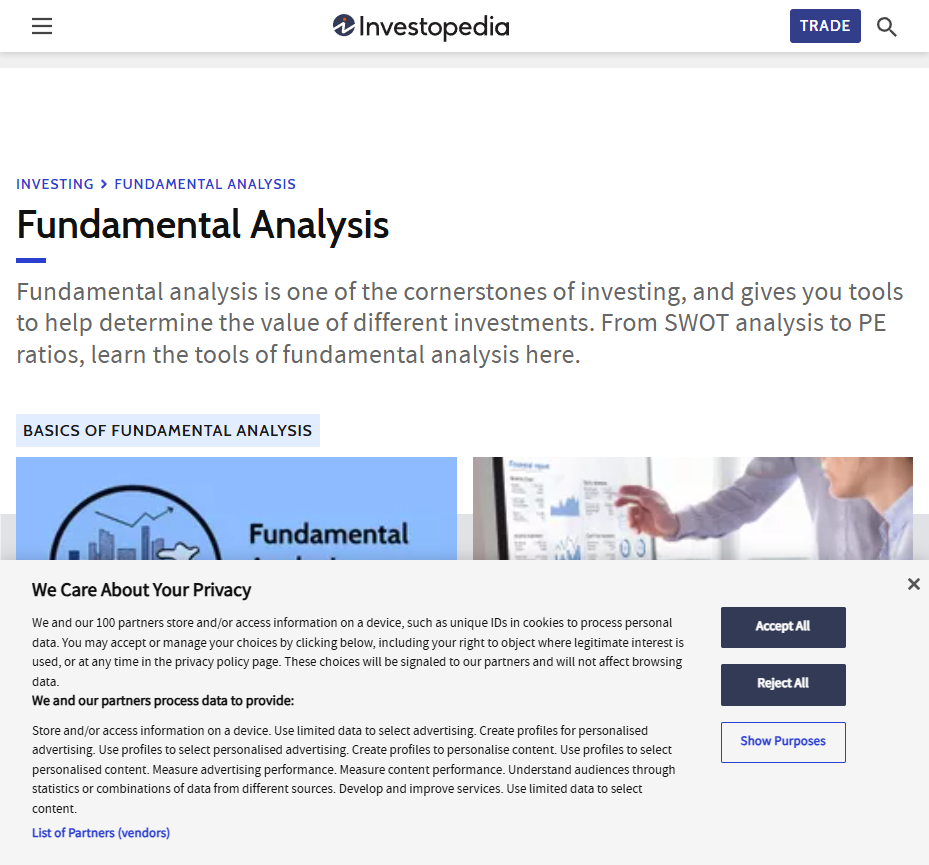 Investopedia
TRADE
INVESTING > FUNDAMENTAL ANALYSIS
Fundamental Analysis
Fundamental analysis is one of the cornerstones of investing, and gives you tools
to help determine the value of different investments. From SWOT analysis to PE
ratios, learn the tools of fundamental analysis here.
BASICS OF FUNDAMENTAL ANALYSIS
Fundamental
We Care About Your Privacy
We and our 100 partners store and/or access information on a device, such as unique IDs in cookies to process personal
data. You may accept or manage your choices by clicking below, including your right to object where legitimate interest is
used, or at any time in the privacy policy page. These choices will be signaled to our partners and will not affect browsing
data.
We and our partners process data to provide:
Store and/or access information on a device. Use limited data to select advertising. Create profiles for personalised
advertising. Use profiles to select personalised advertising. Create profiles to personalise content. Use profiles to select
personalised content. Measure advertising performance. Measure content performance. Understand audiences through
statistics or combinations of data from different sources. Develop and improve services. Use limited data to select
content.
List of Partners (vendors)
Accept All
Reject All
Show Purposes